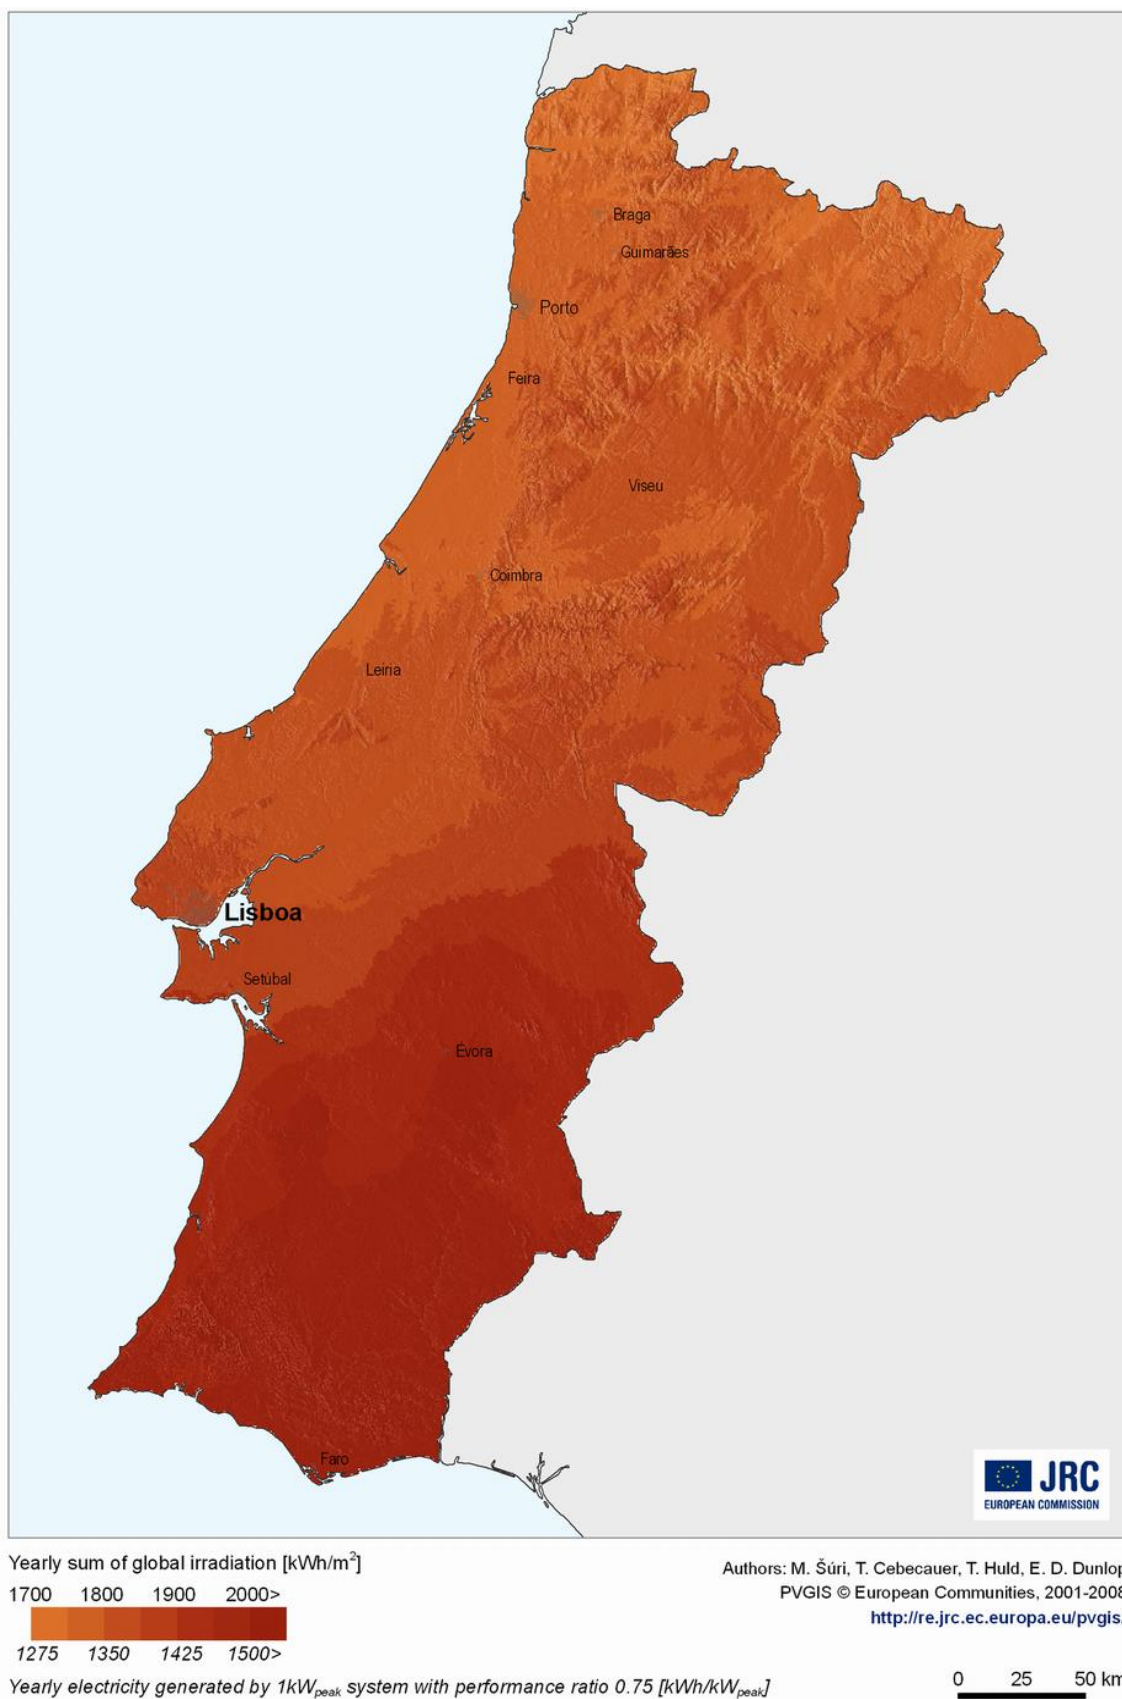 Braga
Guimarães
Porto
Feira
Viseu
Coimbra
Leiria
Lisboa
Setúbal
Évora
Faro
JRC
EUROPEAN COMMISSION
Yearly sum of global irradiation [kWh/m²]
1700 1800 1900 2000>
1275 1350 1425 1500>
Yearly electricity generated by 1kWpeak system with performance ratio 0.75 [kWh/kWpeak]
Authors: M. Šúri, T. Cebecauer, T. Huld, E. D. Dunlop
PVGIS © European Communities, 2001-2008
http://re.jrc.ec.europa.eu/pvgis/
0 25 50 km